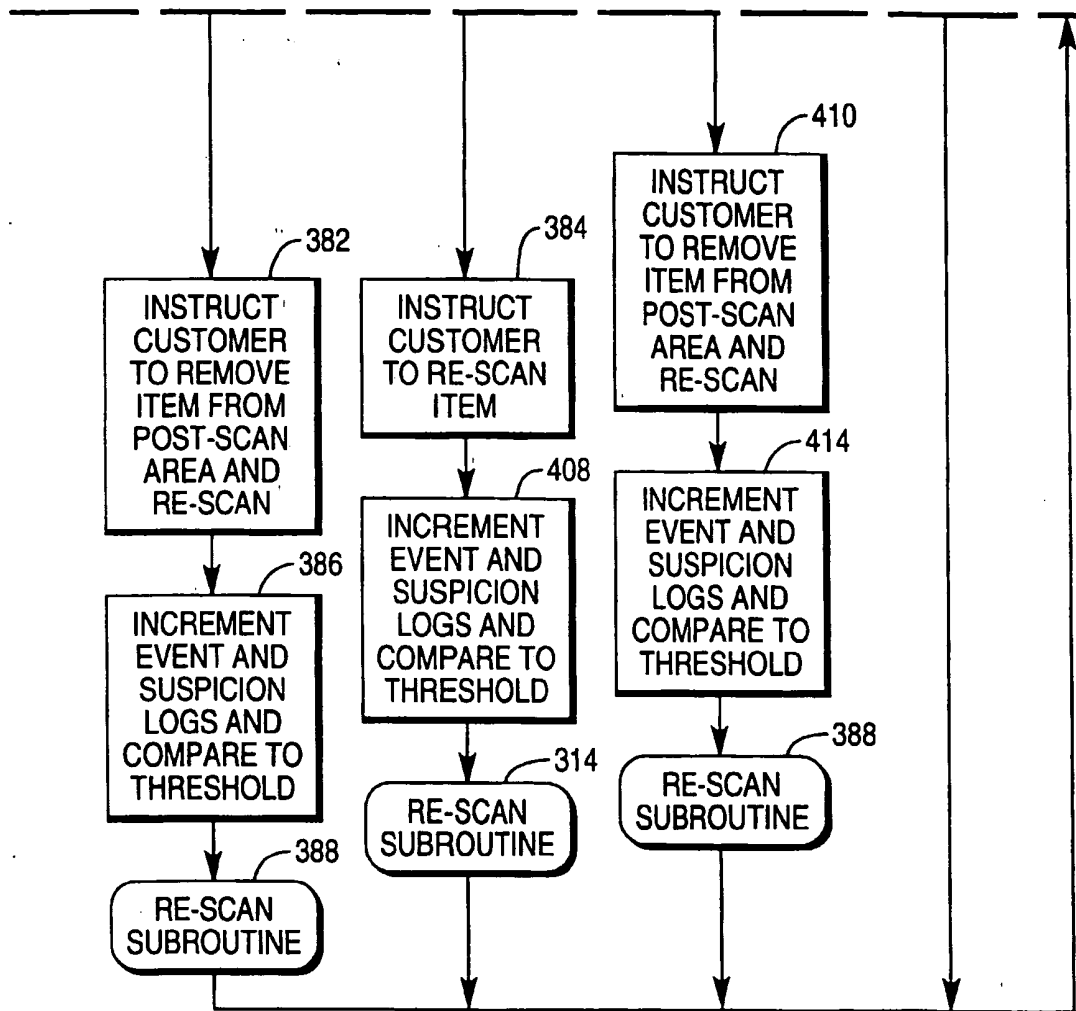 382
INSTRUCT
CUSTOMER
TO REMOVE
ITEM FROM
POST-SCAN
AREA AND
RE-SCAN
386
INCREMENT
EVENT AND
SUSPICION
LOGS AND
COMPARE TO
THRESHOLD
388
RE-SCAN
SUBROUTINE
384
INSTRUCT
CUSTOMER
TO RE-SCAN
ITEM
408
INCREMENT
EVENT AND
SUSPICION
LOGS AND
COMPARE TO
THRESHOLD
314
RE-SCAN
SUBROUTINE
410
INSTRUCT
CUSTOMER
TO REMOVE
ITEM FROM
POST-SCAN
AREA AND
RE-SCAN
414
INCREMENT
EVENT AND
SUSPICION
LOGS AND
COMPARE TO
THRESHOLD
388
RE-SCAN
SUBROUTINE